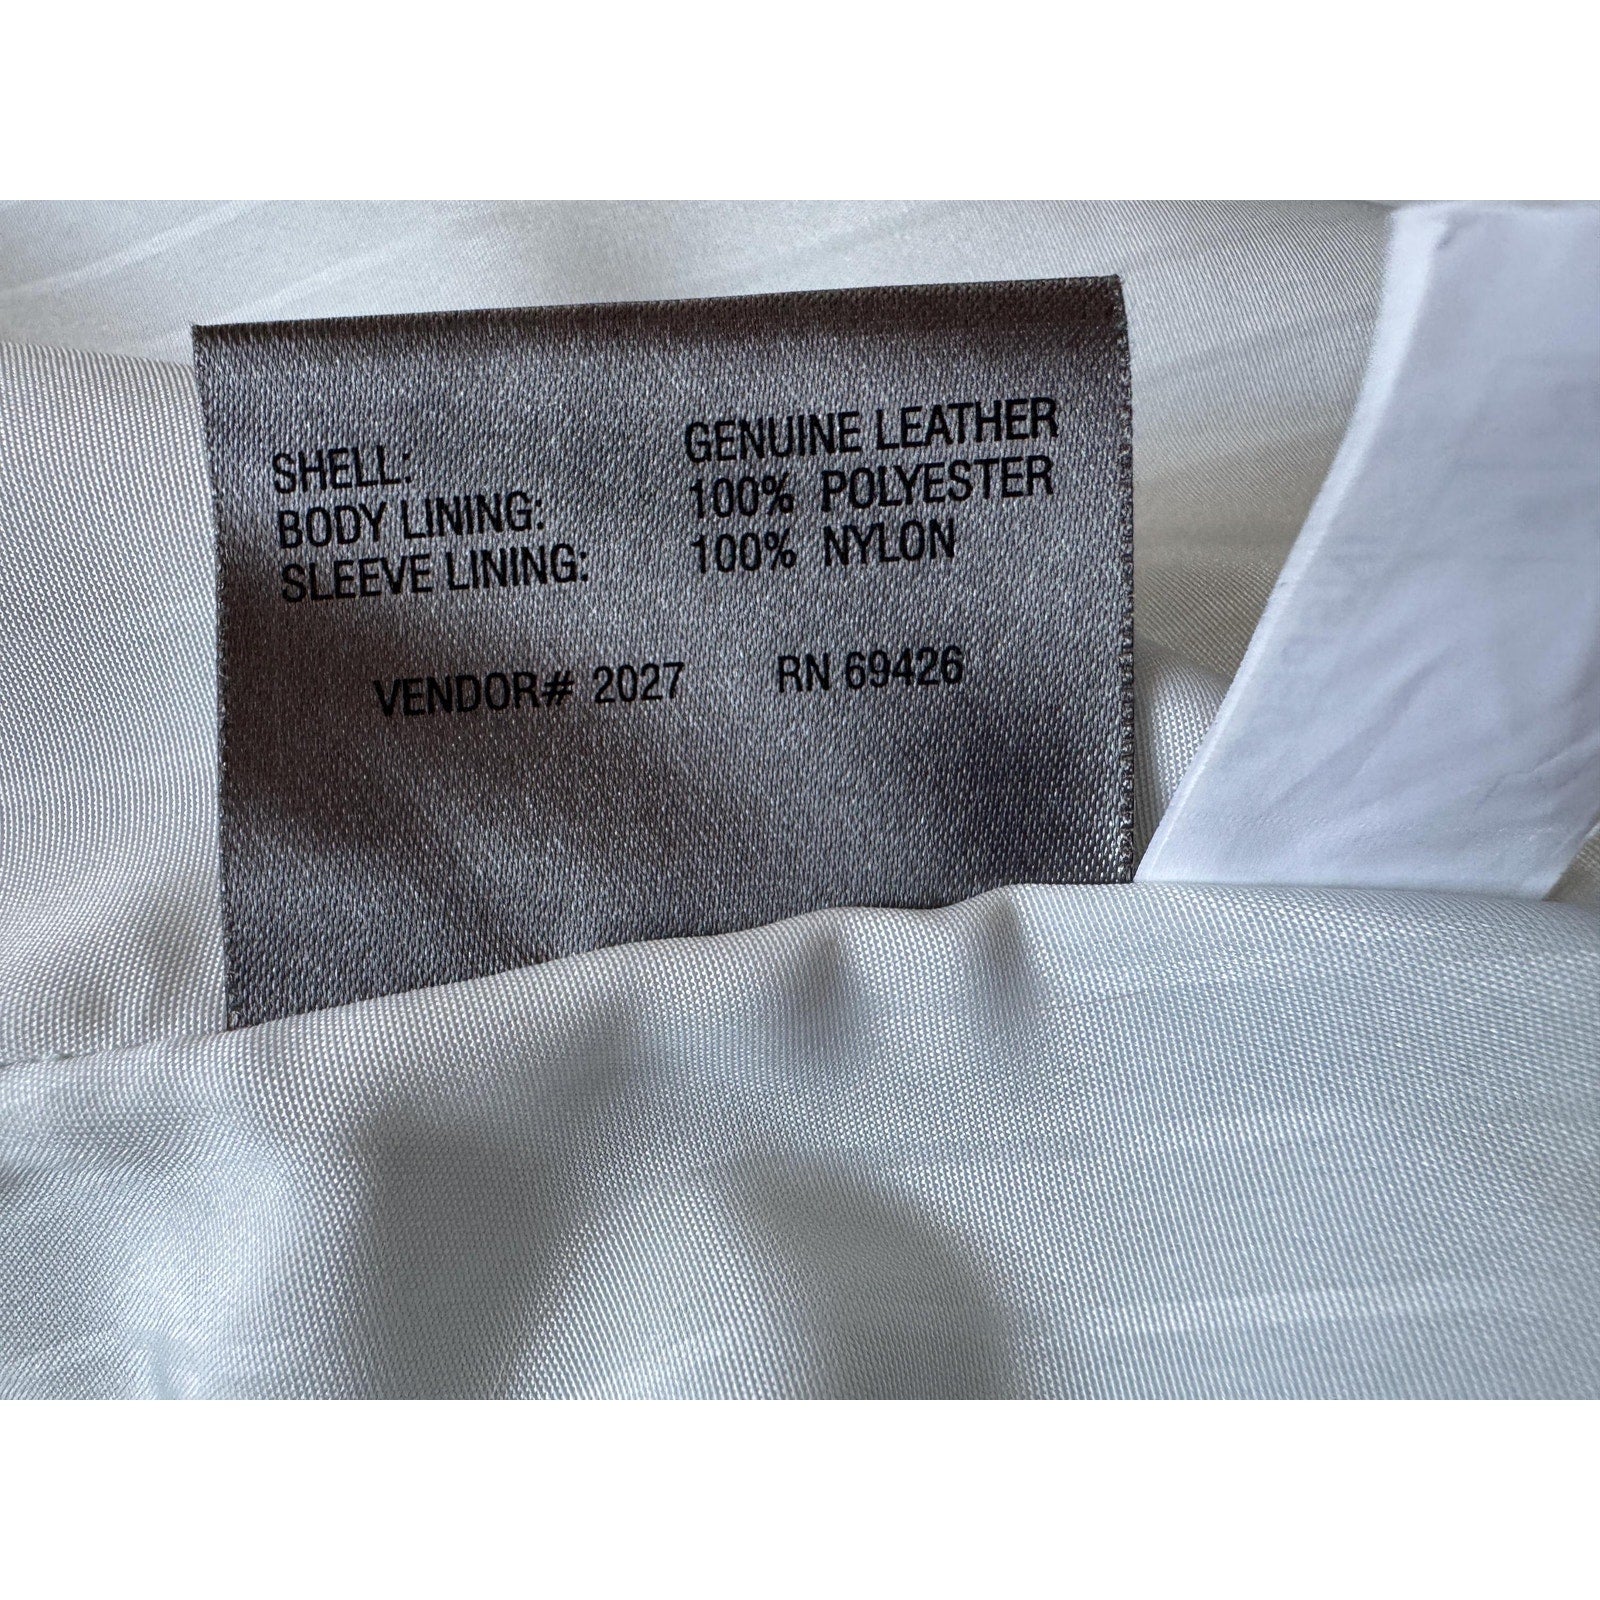 SHELL: GENUINE LEATHER
BODY LINING: 100% POLYESTER
SLEEVE LINING: 100% NYLON
VENDOR# 2027 RN 69426